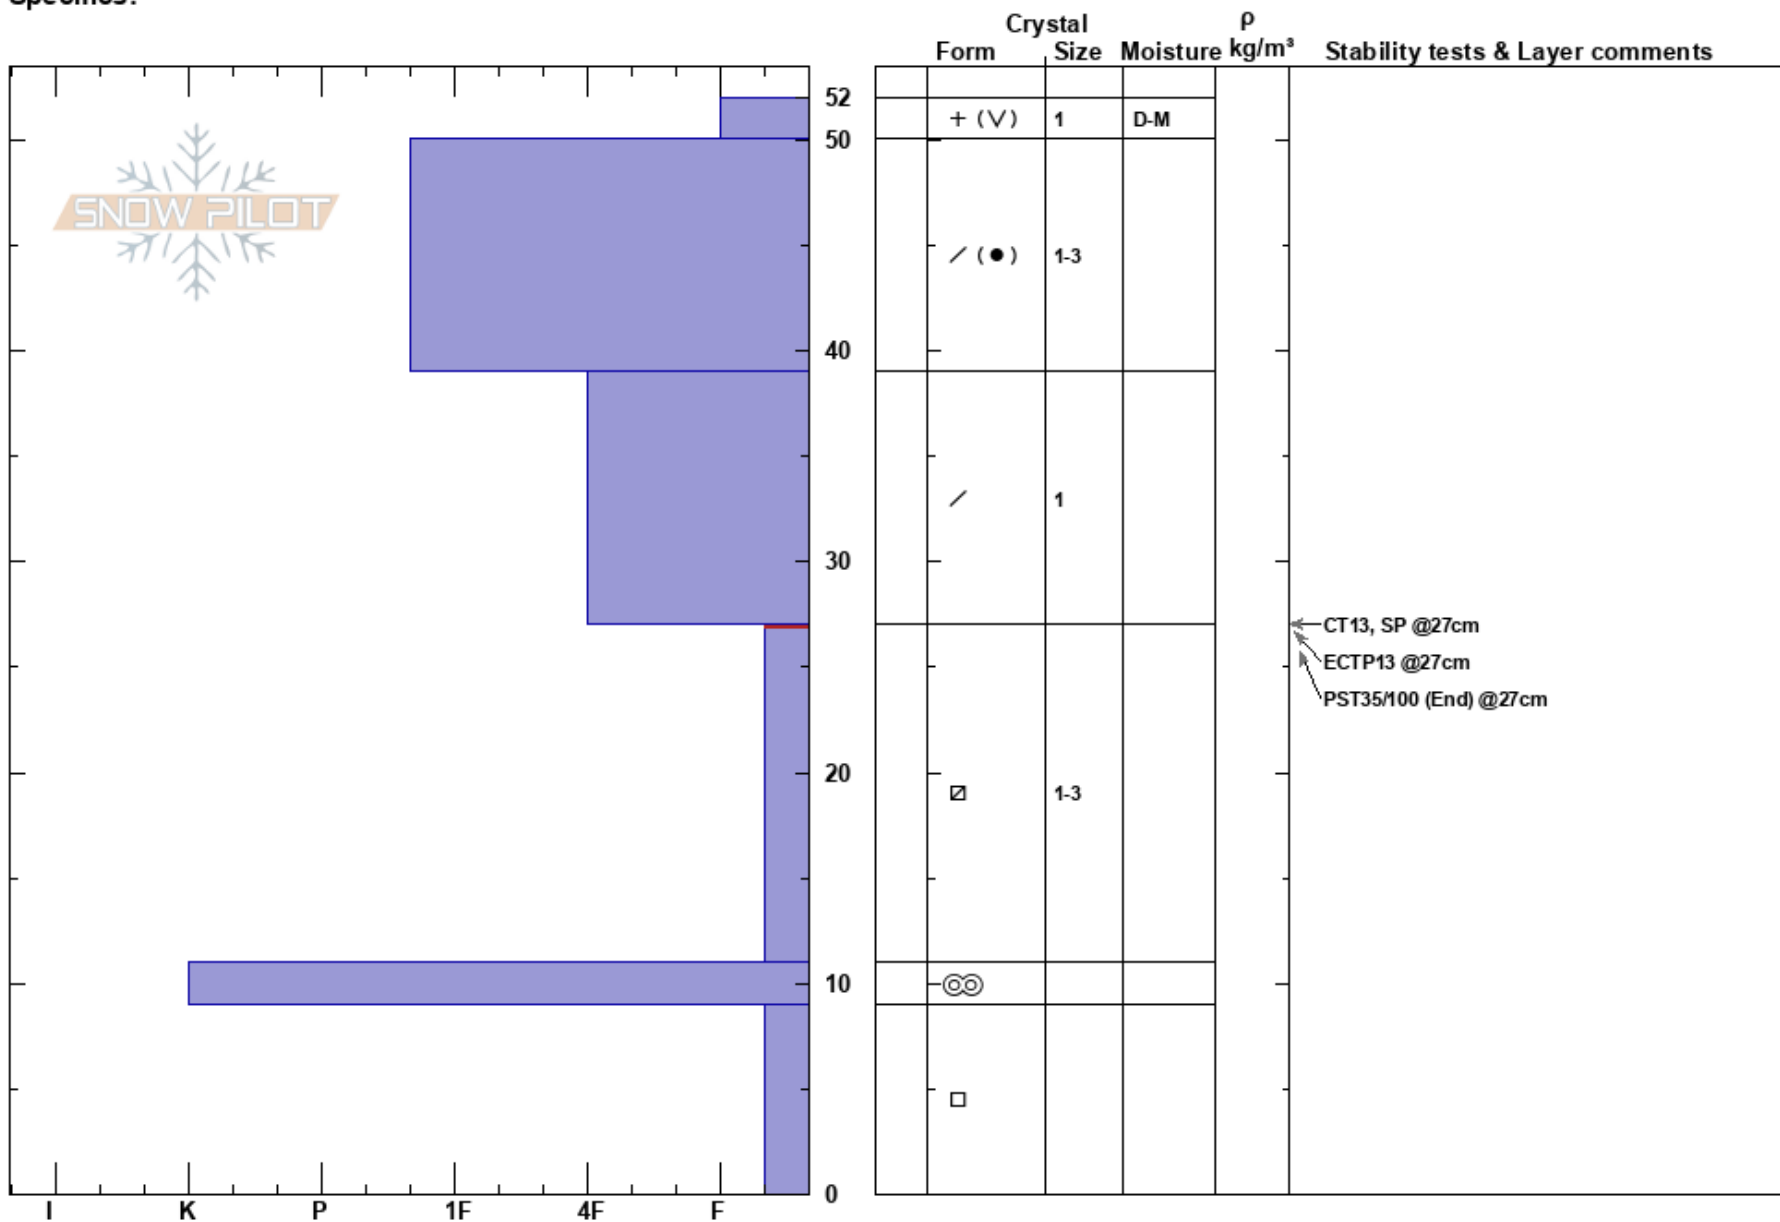 Specifics:
Crystal ρ
Form Size Moisture kg/m³ Stability tests & Layer comments
SNOW PILOT
52
+ (V) 1 D-M
50
/ (●) 1-3
40
/ 1
30
CT13, SP @27cm
ECTP13 @27cm
PST35/100 (End) @27cm
20
1-3
10
0
I K P 1F 4F F